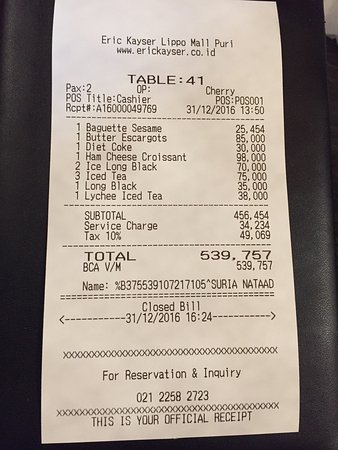 Eric Kayser Lippo Mall Puri
www.erickayser.co.id
TABLE:41
Pax:2 OP: Cherry
POS Title:Cashier POS:POS001
Rcpt#:A16000049769 31/12/2016 13:50
1 Baguette Sesame 25,454
1 Butter Escargots 85,000
1 Diet Coke 30,000
1 Ham Cheese Croissant 98,000
2 Ice Long Black 70,000
3 Iced Tea 75,000
1 Long Black 35,000
1 Lychee Iced Tea 38,000
SUBTOTAL 456,454
Service Charge 34,234
Tax 10% 49,069
TOTAL 539,757
BCA V/M 539,757
Name: %B375539107217105^SURIA NATAAD
Closed Bill
<----------31/12/2016 16:24---------->
xxxxxxxxxxxxxxxxxxxxxxxxxxxxxxxxxxxxxxxx
For Reservation & Inquiry
021 2258 2723
xxxxxxxxxxxxxxxxxxxxxxxxxxxxxxxxxxxxxxxx
THIS IS YOUR OFFICIAL RECEIPT